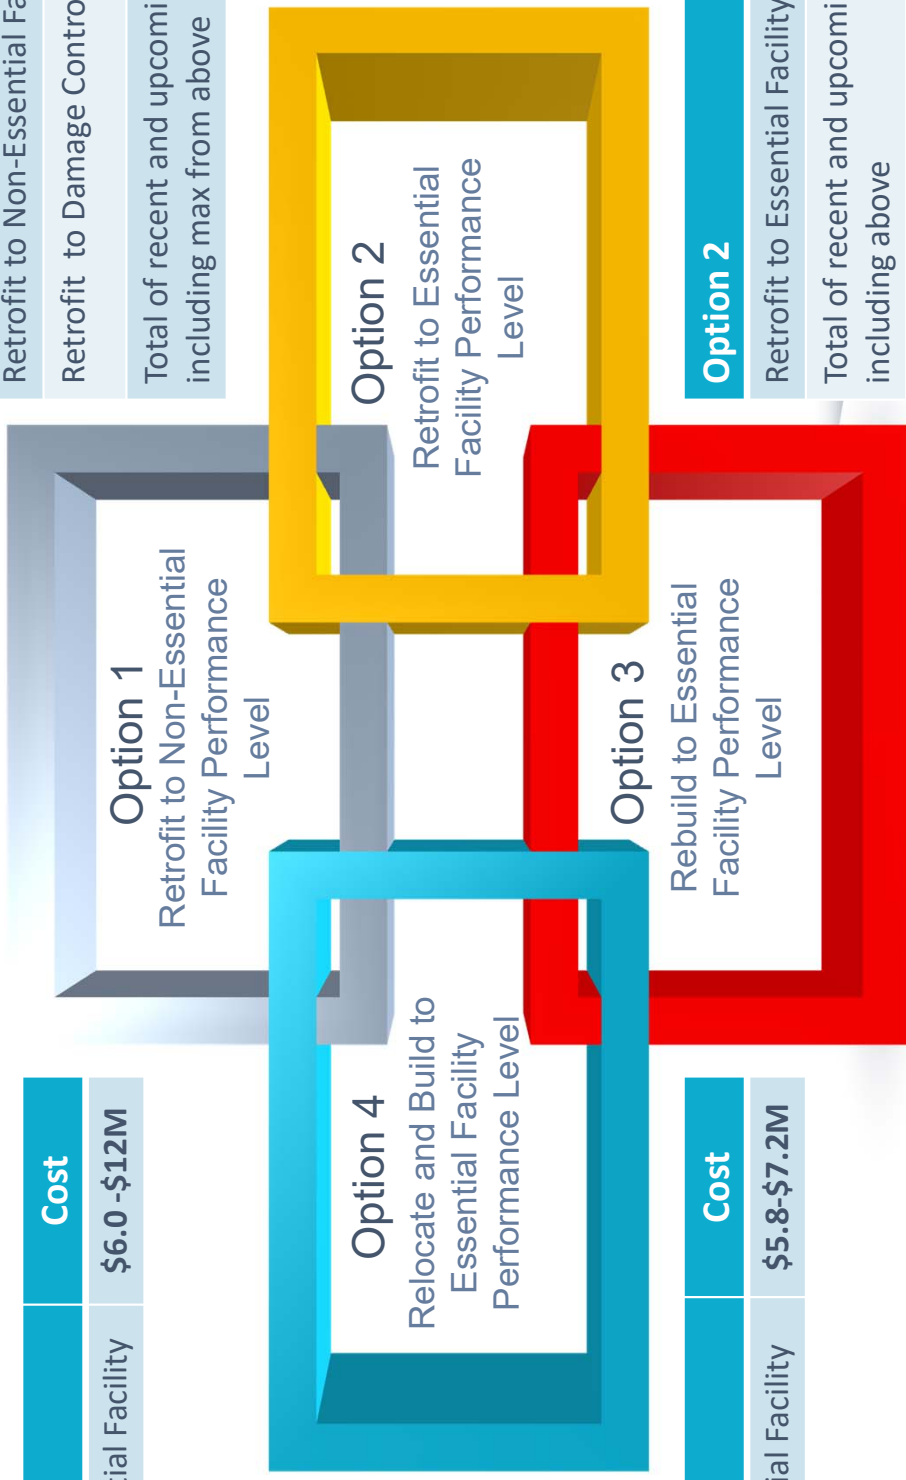 Cost
tial Facility $6.0 -$12M
Option 1
Retrofit to Non-Essential
Facility Performance
Level
Retrofit to Non-Essential Fa
Retrofit to Damage Contro
Total of recent and upcomi
including max from above
Option 4
Relocate and Build to
Essential Facility
Performance Level
Option 2
Retrofit to Essential
Facility Performance
Level
Cost
ial Facility $5.8-$7.2M
Option 3
Rebuild to Essential
Facility Performance
Level
Option 2
Retrofit to Essential Facility
Total of recent and upcomi
including above